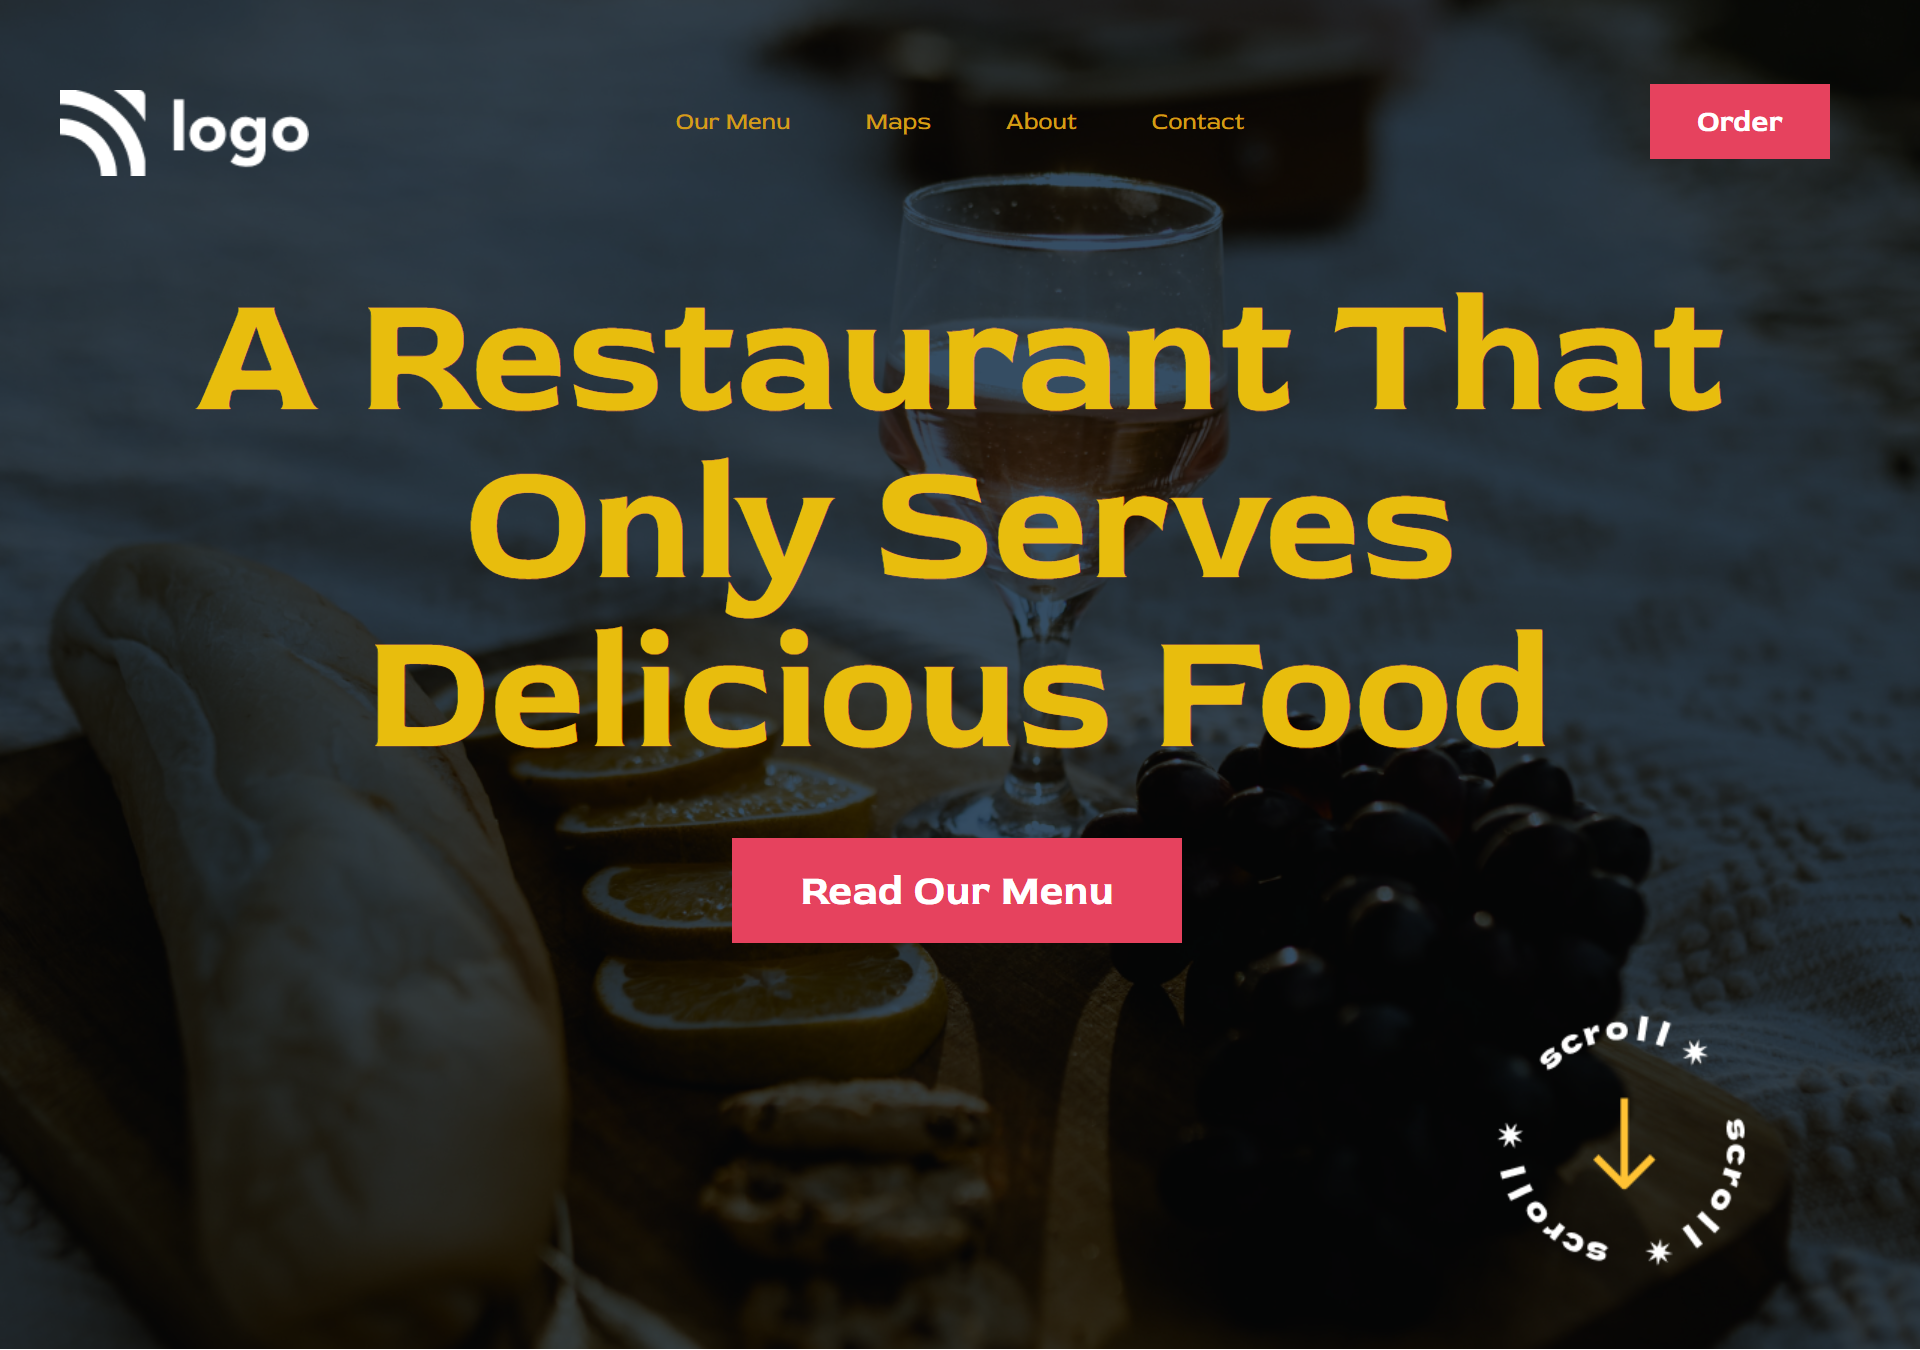 logo
Our Menu
Maps
About
Contact
Order
A Restaurant That
Only Serves
Delicious Food
Read Our Menu
scroll
scroll
scroll